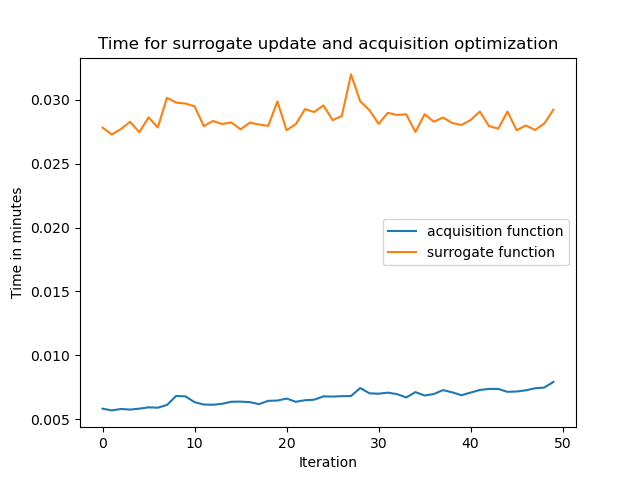 Time for surrogate update and acquisition optimization
Time in minutes
0.030
0.025
0.020
0.015
0.010
0.005
acquisition function
surrogate function
0 10 20 30 40 50
Iteration